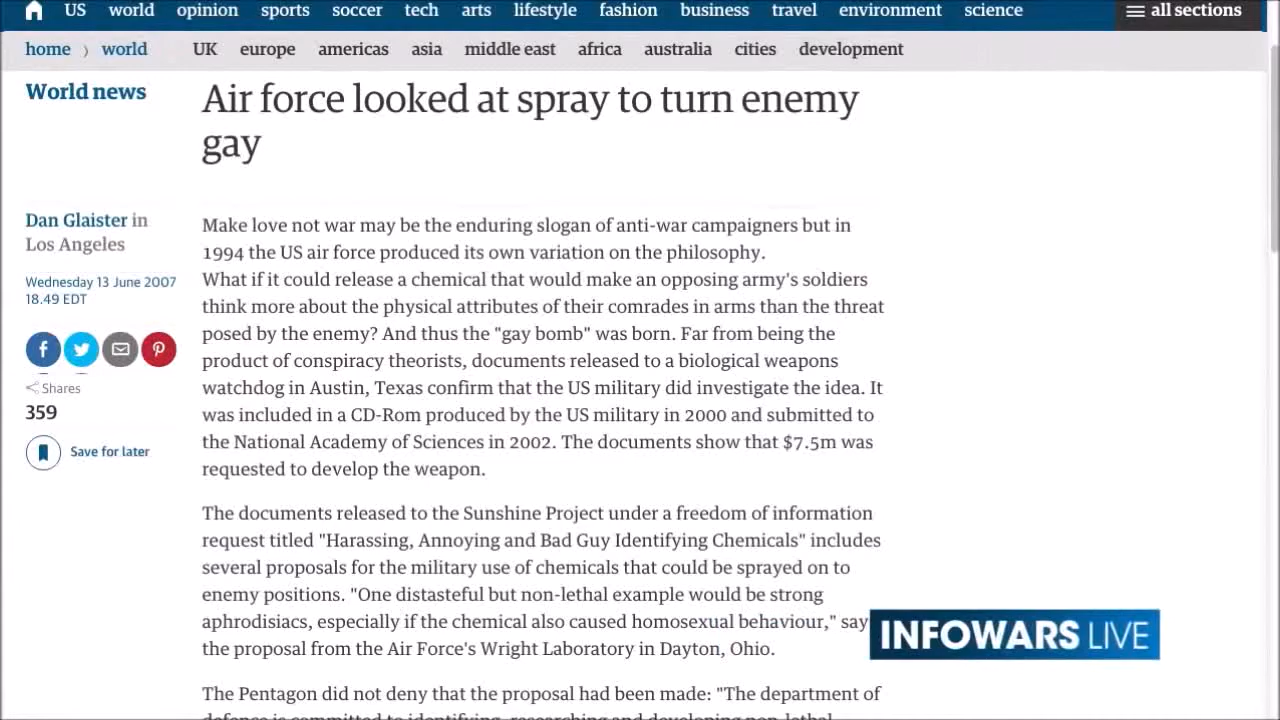 US world opinion sports soccer tech arts lifestyle fashion business travel environment science all sections
home world UK europe americas asia middle east africa australia cities development
World news
Air force looked at spray to turn enemy
gay
Dan Glaister in
Los Angeles
Wednesday 13 June 2007
18.49 EDT
Shares
359
Save for later
Make love not war may be the enduring slogan of anti-war campaigners but in
1994 the US air force produced its own variation on the philosophy.
What if it could release a chemical that would make an opposing army's soldiers
think more about the physical attributes of their comrades in arms than the threat
posed by the enemy? And thus the "gay bomb" was born. Far from being the
product of conspiracy theorists, documents released to a biological weapons
watchdog in Austin, Texas confirm that the US military did investigate the idea. It
was included in a CD-Rom produced by the US military in 2000 and submitted to
the National Academy of Sciences in 2002. The documents show that $7.5m was
requested to develop the weapon.
The documents released to the Sunshine Project under a freedom of information
request titled "Harassing, Annoying and Bad Guy Identifying Chemicals" includes
several proposals for the military use of chemicals that could be sprayed on to
enemy positions. "One distasteful but non-lethal example would be strong
aphrodisiacs, especially if the chemical also caused homosexual behaviour," say
the proposal from the Air Force's Wright Laboratory in Dayton, Ohio.
The Pentagon did not deny that the proposal had been made: "The department of
defence is committed to identifying, researching and developing non-lethal
INFOWARS LIVE